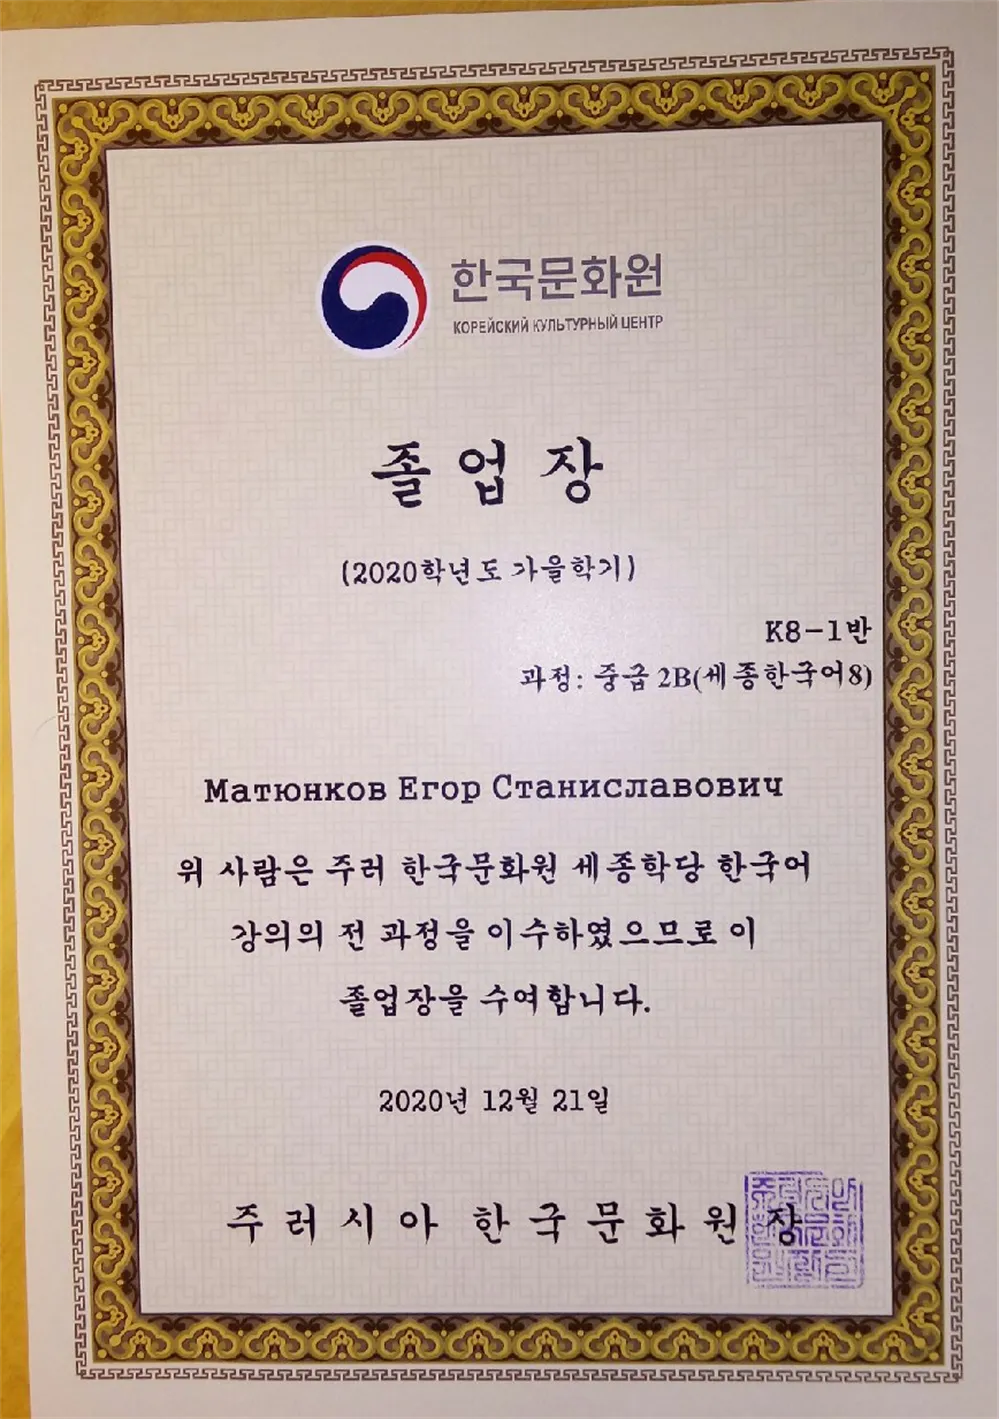 한국문화원
КОРЕЙСКИЙ КУЛЬТУРНЫЙ ЦЕНТР
졸업장
(2020학년도 가을학기)
K8-1반
과정: 중급 2B(세종한국어8)
Матюнков Егор Станиславович
위 사람은 주러 한국문화원 세종학당 한국어
강의의 전 과정을 이수하였으므로 이
졸업장을 수여합니다.
2020년 12월 21일
주러시아 한국문화원장